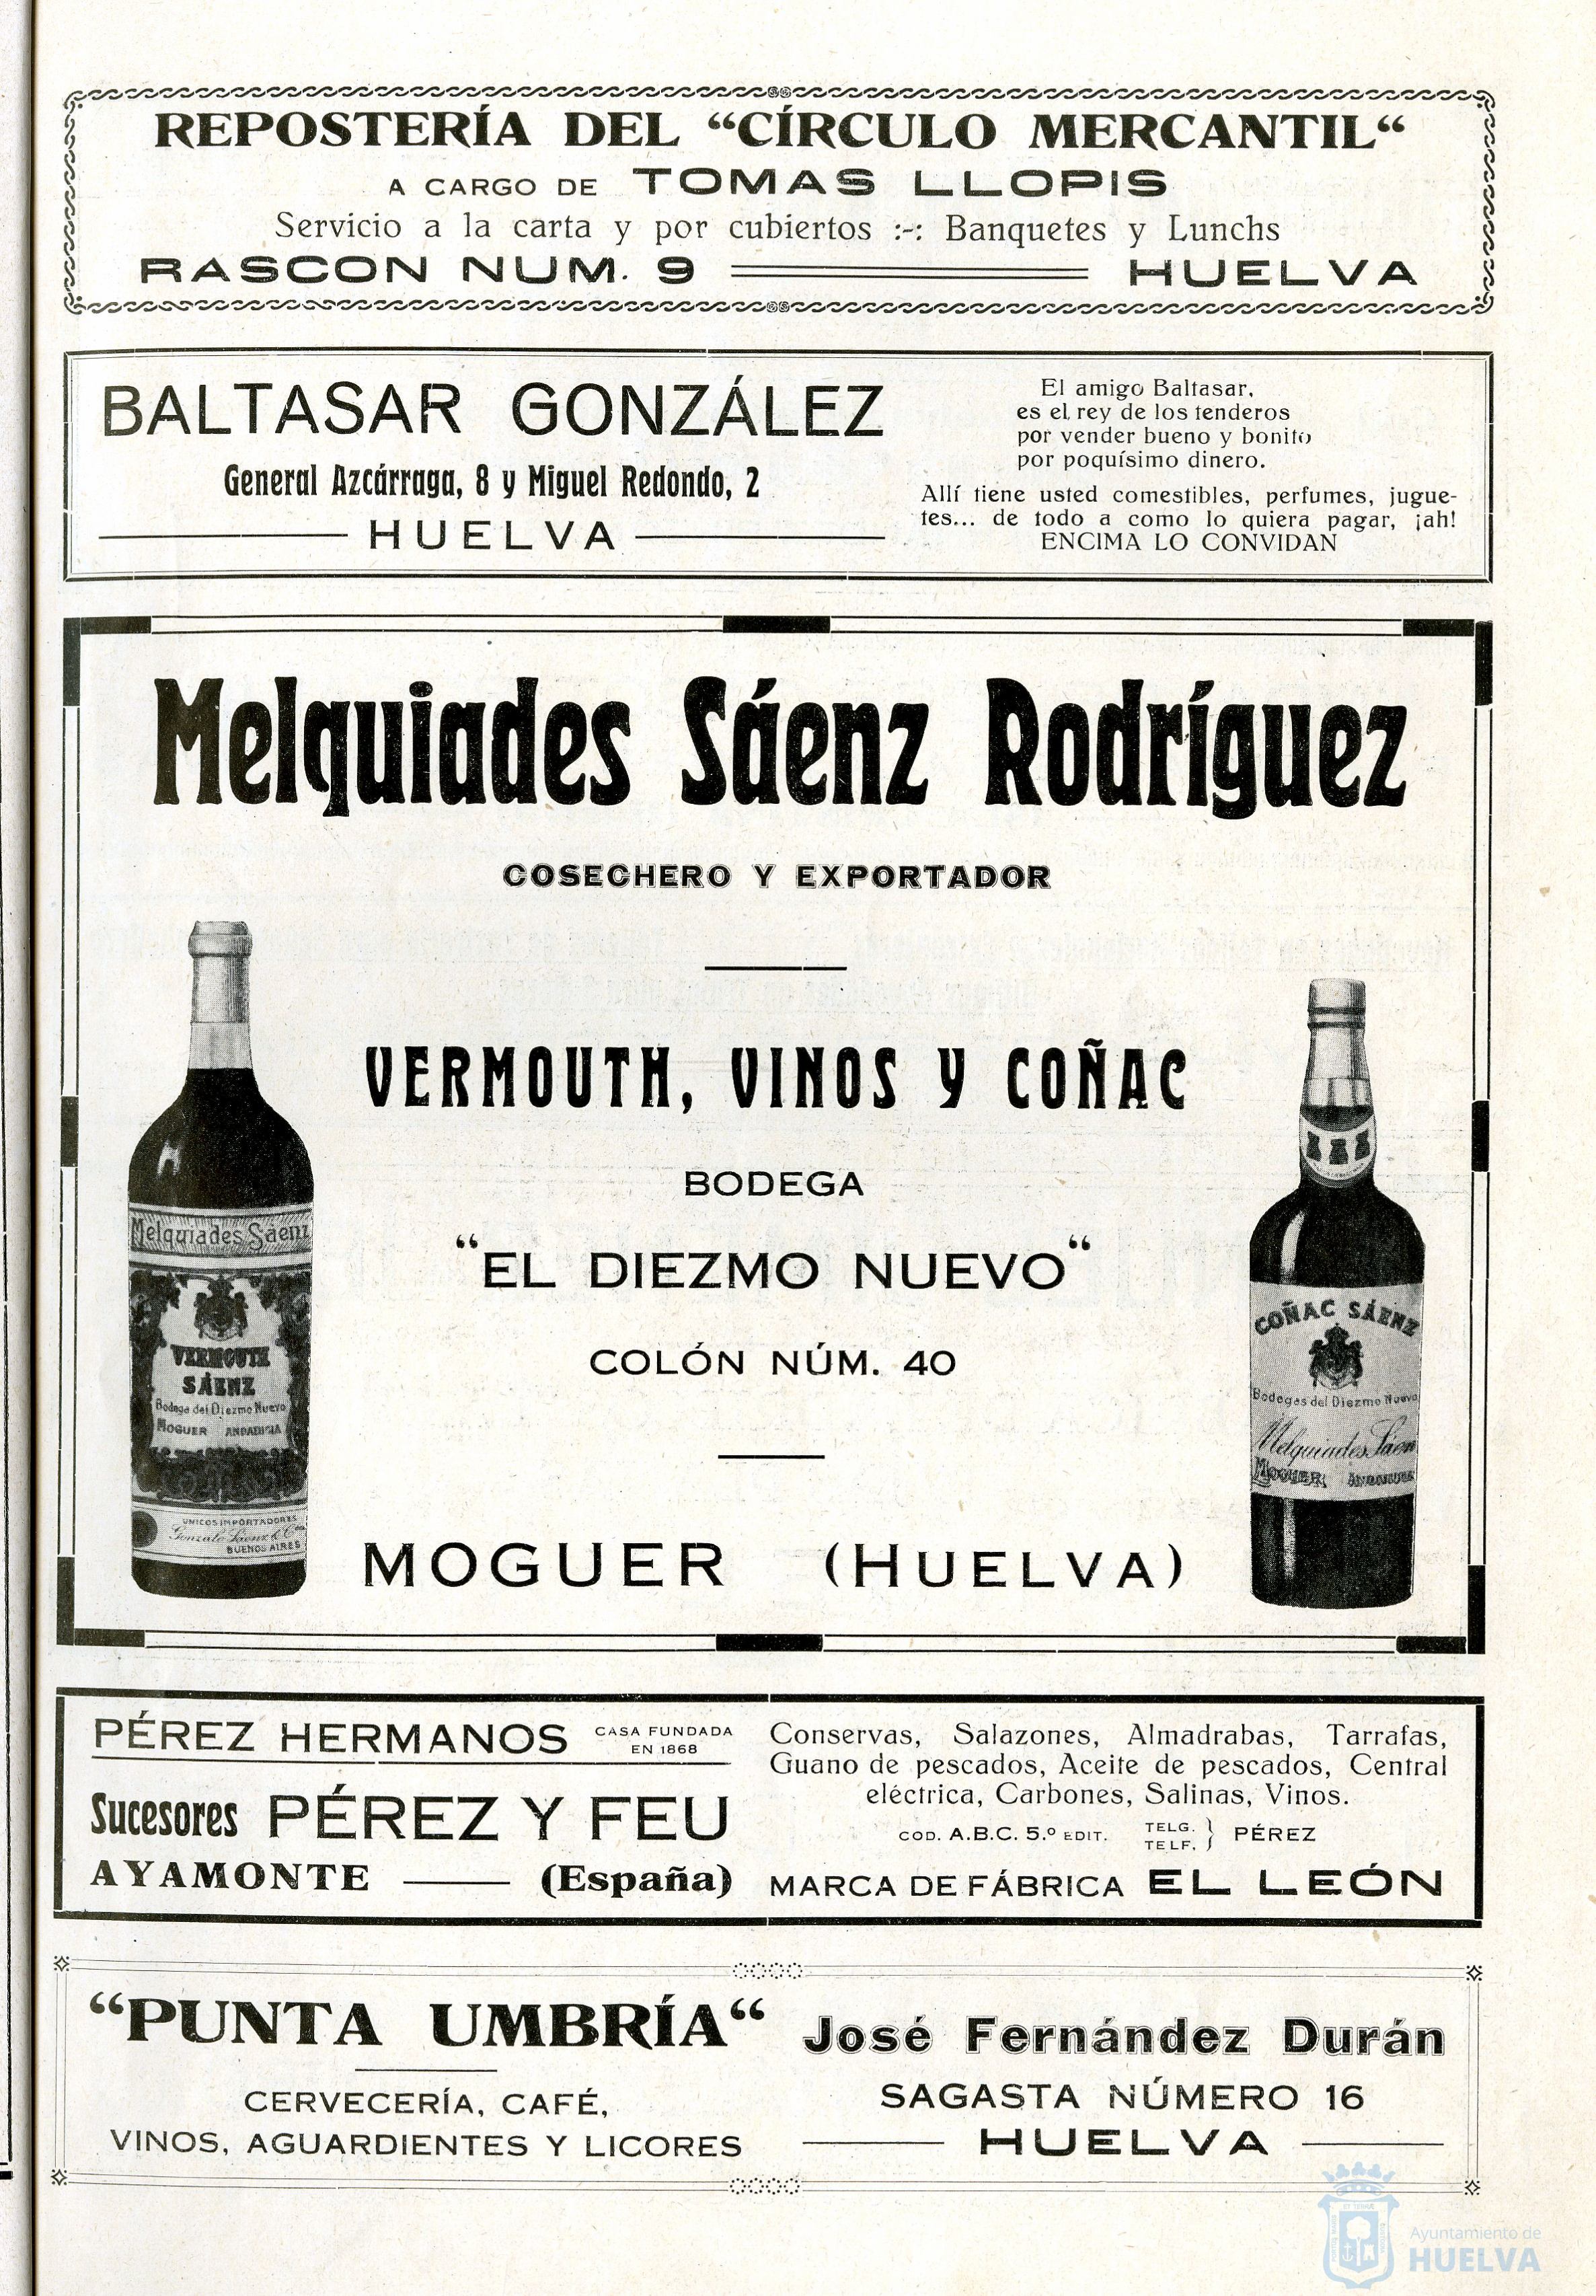 REPOSTERÍA DEL “CÍRCULO MERCANTIL“
A CARGO DE TOMAS LLOPIS
Servicio a la carta y por cubiertos :-: Banquetes y Lunchs
RASCON NUM. 9 HUELVA
BALTASAR GONZÁLEZ
General Azcárraga, 8 y Miguel Redondo, 2
HUELVA
El amigo Baltasar,
es el rey de los tenderos
por vender bueno y bonito
por poquísimo dinero.
Allí tiene usted comestibles, perfumes, jugue-
tes... de todo a como lo quiera pagar, ¡ah!
ENCIMA LO CONVIDAN
Melquiades Sáenz Rodríguez
COSECHERO Y EXPORTADOR
VERMOUTH, VINOS Y COÑAC
BODEGA
“EL DIEZMO NUEVO“
COLÓN NÚM. 40
MOGUER (HUELVA)
Melquiades Sáenz
VERMOUTH
SÁENZ
Bodega del Diezmo Nuevo
MOGUER ANDALUCIA
UNICOS IMPORTADORES
Gonzalo Sáenz & Cía
BUENOS AIRES
COÑAC SÁENZ
Bodegas del Diezmo Nuevo
Melquiades Sáenz
MOGUER
PÉREZ HERMANOS CASA FUNDADA
EN 1868
Sucesores PÉREZ Y FEU
AYAMONTE (España)
Conservas, Salazones, Almadrabas, Tarrafas,
Guano de pescados, Aceite de pescados, Central
eléctrica, Carbones, Salinas, Vinos.
COD. A.B.C. 5.º EDIT. TELG. } PÉREZ
TELF.
MARCA DE FÁBRICA EL LEÓN
“PUNTA UMBRÍA“
CERVECERÍA, CAFÉ,
VINOS, AGUARDIENTES Y LICORES
José Fernández Durán
SAGASTA NÚMERO 16
HUELVA
Ayuntamiento de
HUELVA